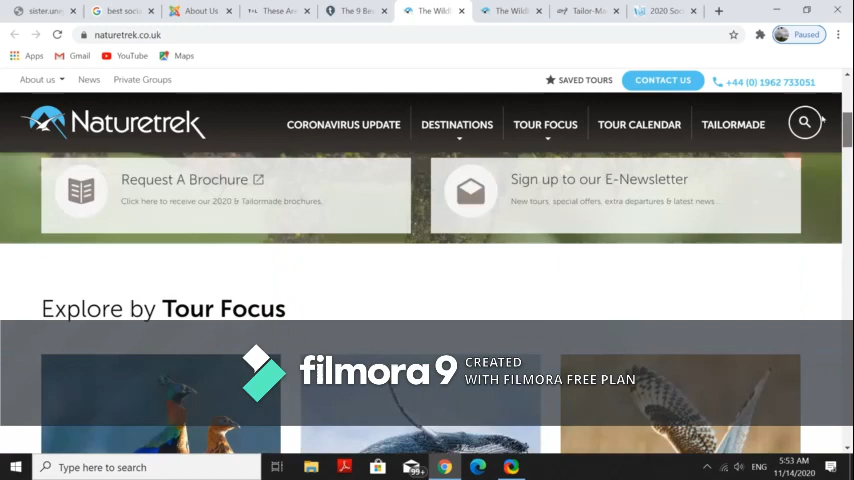 sister.une
best socia
About Us
These Are
The 9 Bes
The Wildl
The Wildl
Tailor-Ma
2020 Soci
naturetrek.co.uk
Paused
Apps
Gmail
YouTube
Maps
About us
News
Private Groups
SAVED TOURS
CONTACT US
+44 (0) 1962 733051
Naturetrek
CORONAVIRUS UPDATE
DESTINATIONS
TOUR FOCUS
TOUR CALENDAR
TAILORMADE
Request A Brochure
Click here to receive our 2020 & Tailormade brochures.
Sign up to our E-Newsletter
New tours, special offers, extra departures & latest news...
Explore by Tour Focus
filmora9
CREATED
WITH FILMORA FREE PLAN
Type here to search
99+
ENG
5:53 AM
11/14/2020